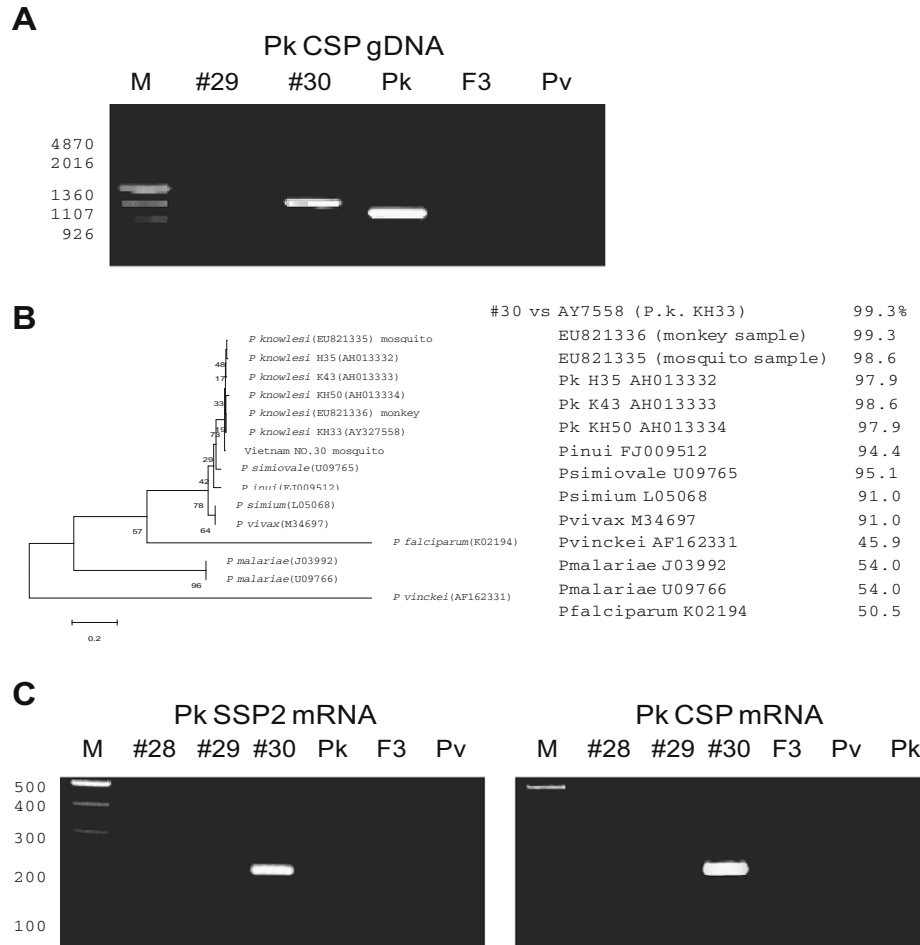 A
Pk CSP gDNA
M #29 #30 Pk F3 Pv
4870
2016
1360
1107
926
B
P knowlesi(EU821335) mosquito
P knowlesi H35(AH013332)
48
P knowlesi K43(AH013333)
17
P knowlesi KH50(AH013334)
33
P knowlesi(EU821336) monkey
19
P knowlesi KH33(AY327558)
73
Vietnam NO.30 mosquito
29
P simiovale(U09765)
42
P inui(FJ009512)
78
P simium(L05068)
P vivax(M34697)
64
57
P falciparum(K02194)
P malariae(J03992)
P malariae(U09766)
96
P vinckei(AF162331)
0.2
#30 vs AY7558 (P.k. KH33) 99.3%
EU821336 (monkey sample) 99.3
EU821335 (mosquito sample) 98.6
Pk H35 AH013332 97.9
Pk K43 AH013333 98.6
Pk KH50 AH013334 97.9
Pinui FJ009512 94.4
Psimiovale U09765 95.1
Psimium L05068 91.0
Pvivax M34697 91.0
Pvinckei AF162331 45.9
Pmalariae J03992 54.0
Pmalariae U09766 54.0
Pfalciparum K02194 50.5
C
Pk SSP2 mRNA
M #28 #29 #30 Pk F3 Pv
500
400
300
200
100
Pk CSP mRNA
M #28 #29 #30 F3 Pv Pk